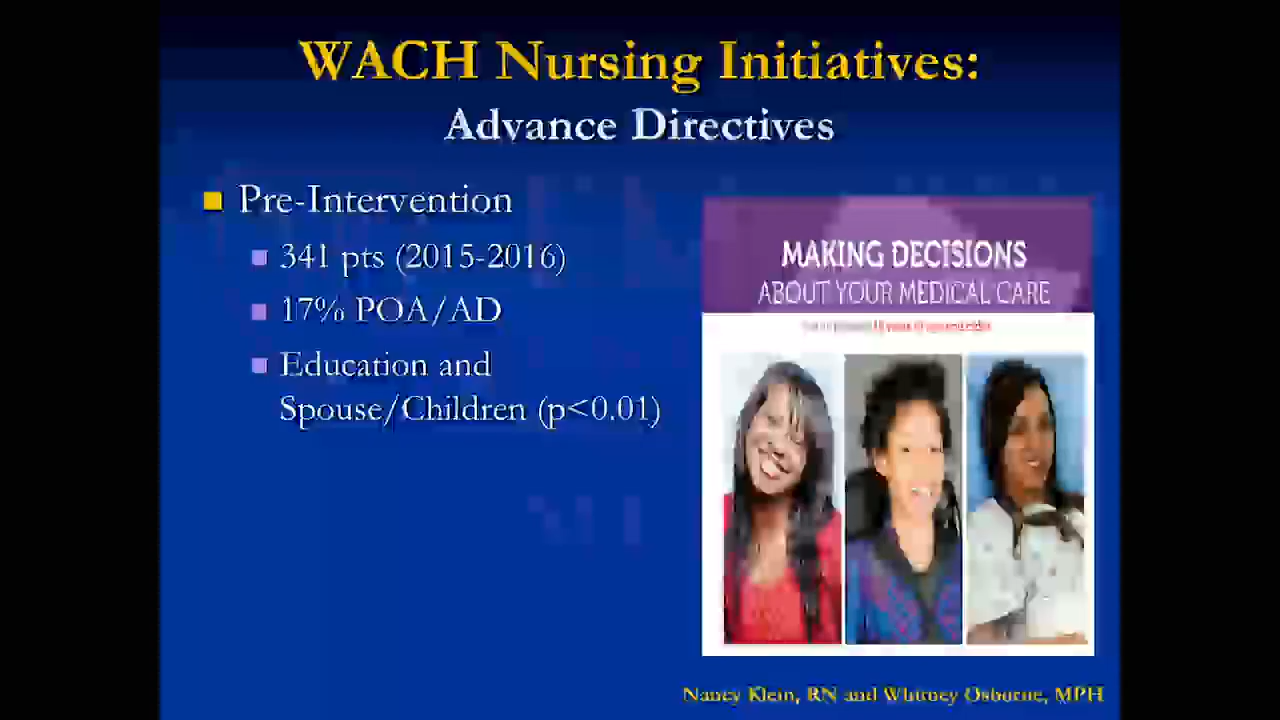 WACH Nursing Initiatives:
Advance Directives
Pre-Intervention
341 pts (2015-2016)
17% POA/AD
Education and
Spouse/Children (p<0.01)
MAKING DECISIONS
ABOUT YOUR MEDICAL CARE
Nancy Klein, RN and Whitney Osborne, MPH